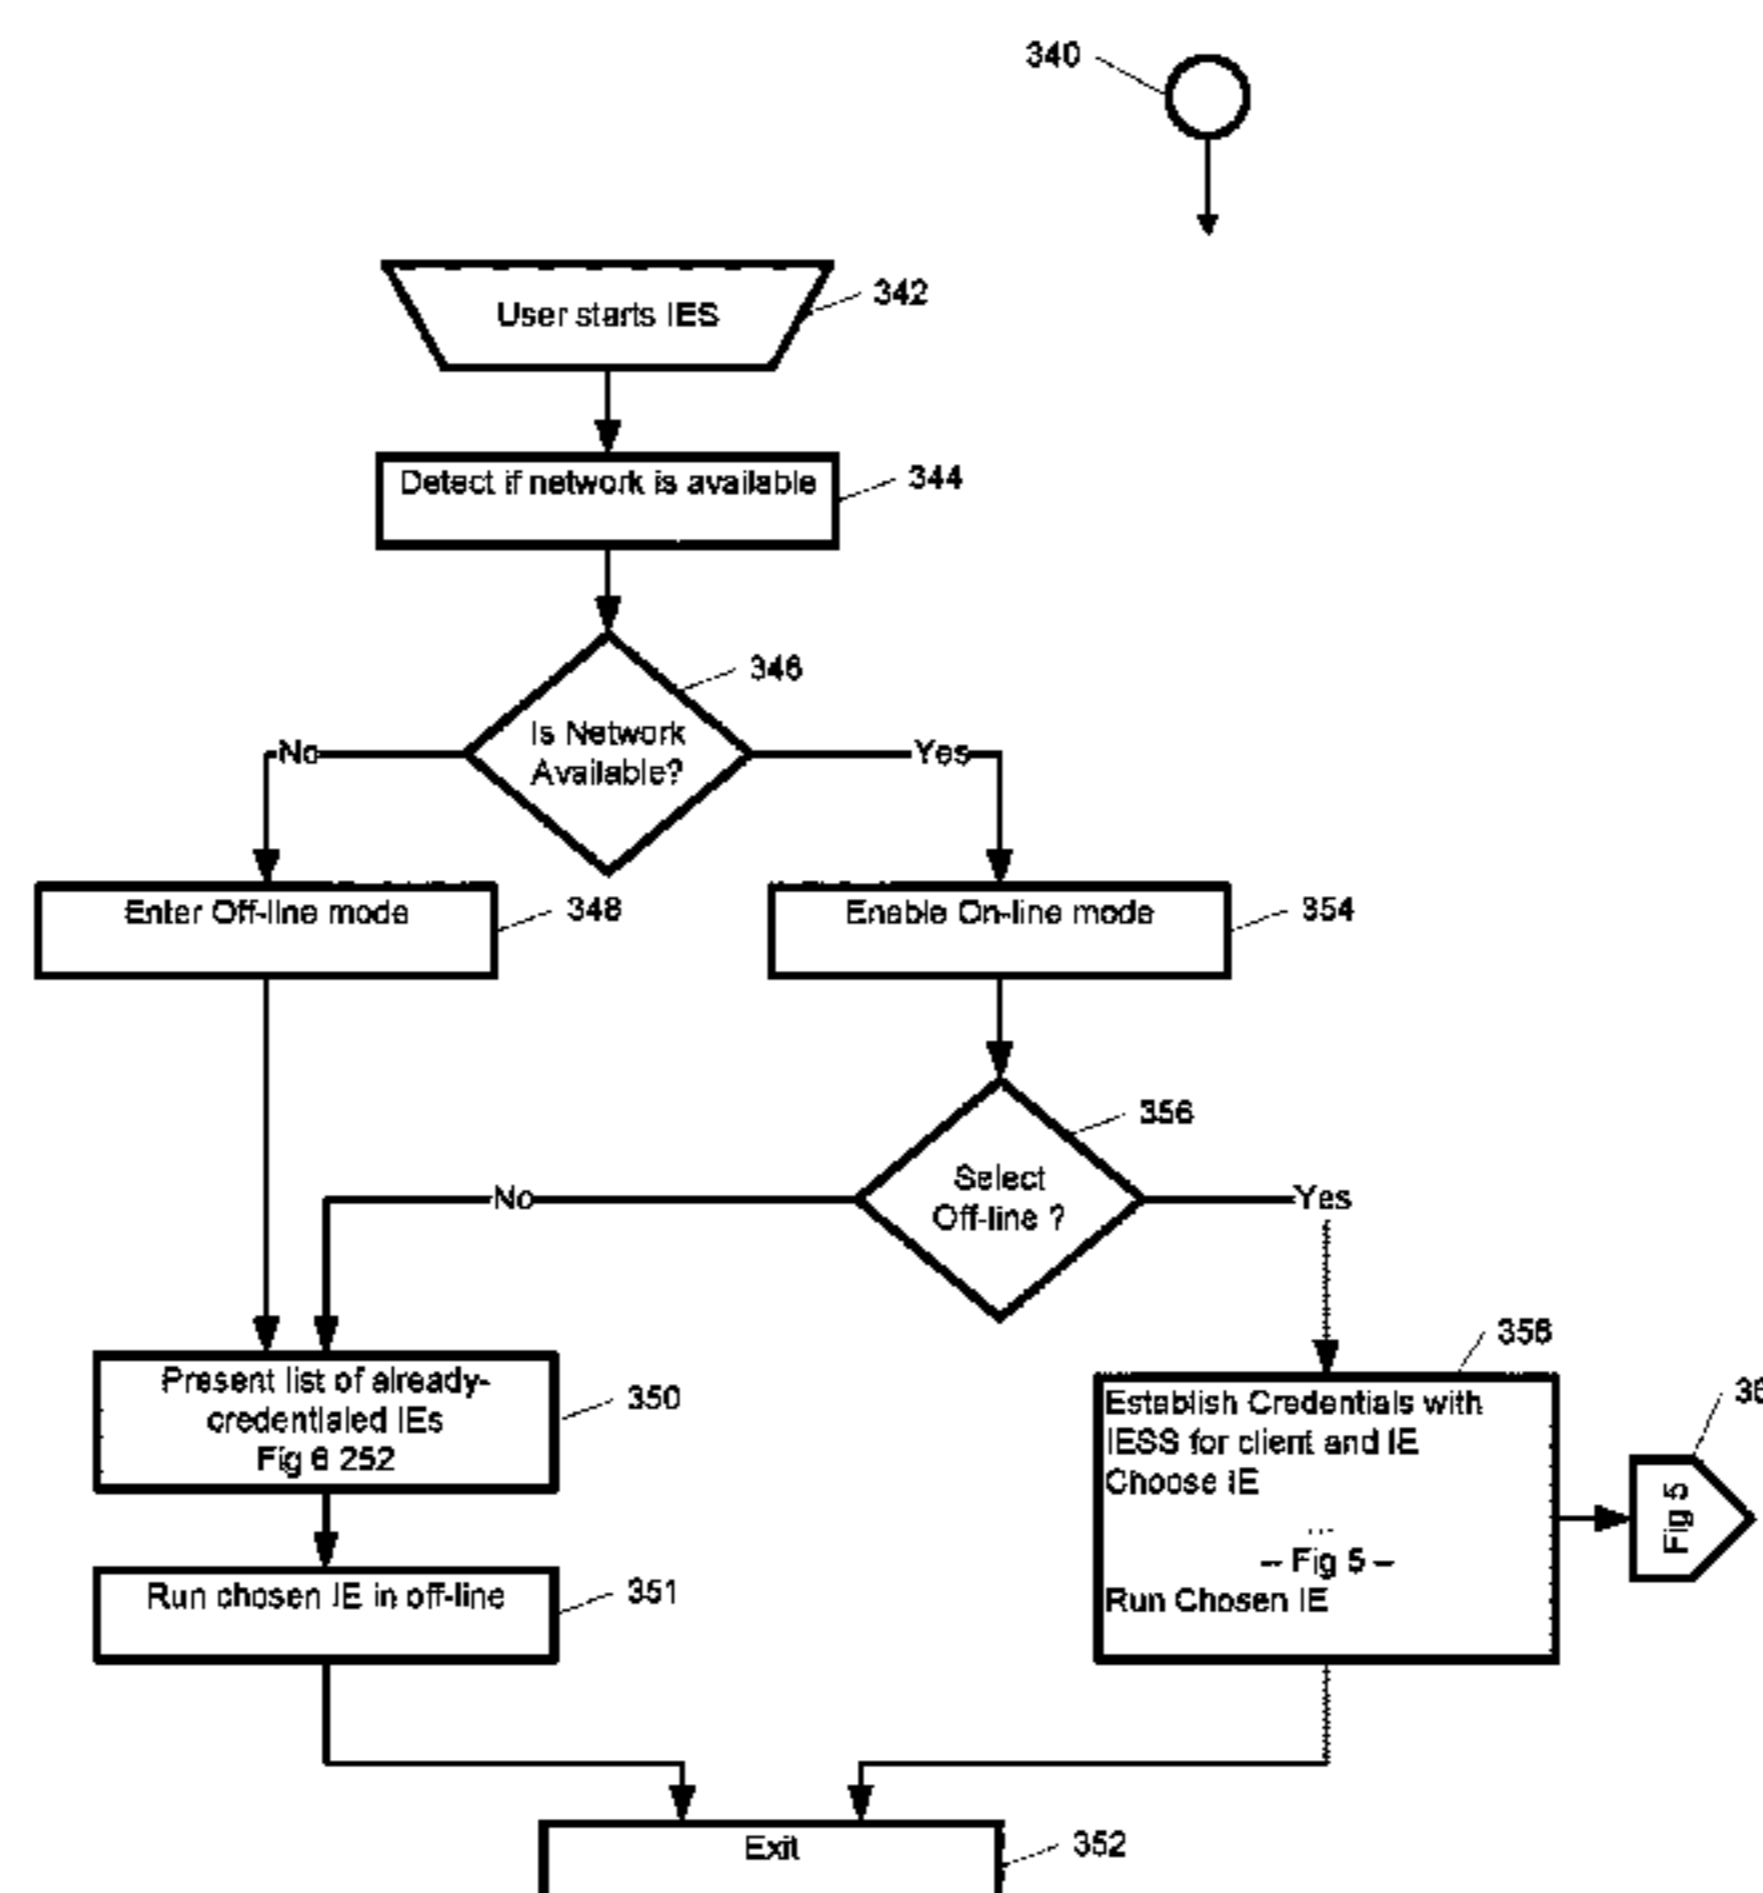 340
User starts IES
342
Detect if network is available
344
346
Is Network
Available?
No
Yes
Enter Off-line mode
348
Enable On-line mode
354
356
Select
Off-line ?
No
Yes
Present list of already-
credentialed IEs
Fig 6 252
350
358
Establish Credentials with
IESS for client and IE
Choose IE
...
-- Fig 5 --
Run Chosen IE
Fig 5
Run chosen IE in off-line
351
Exit
352